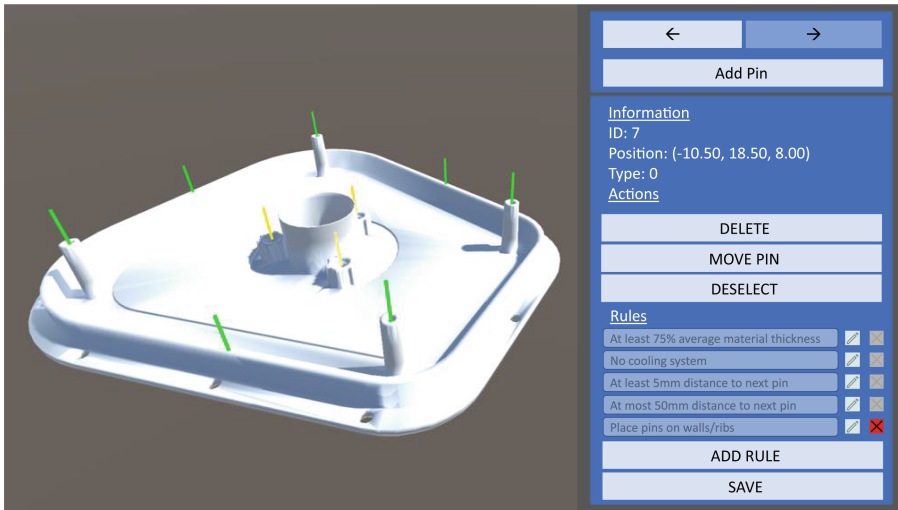 ←
→
Add Pin
Information
ID: 7
Position: (-10.50, 18.50, 8.00)
Type: 0
Actions
DELETE
MOVE PIN
DESELECT
Rules
At least 75% average material thickness
No cooling system
At least 5mm distance to next pin
At most 50mm distance to next pin
Place pins on walls/ribs
ADD RULE
SAVE